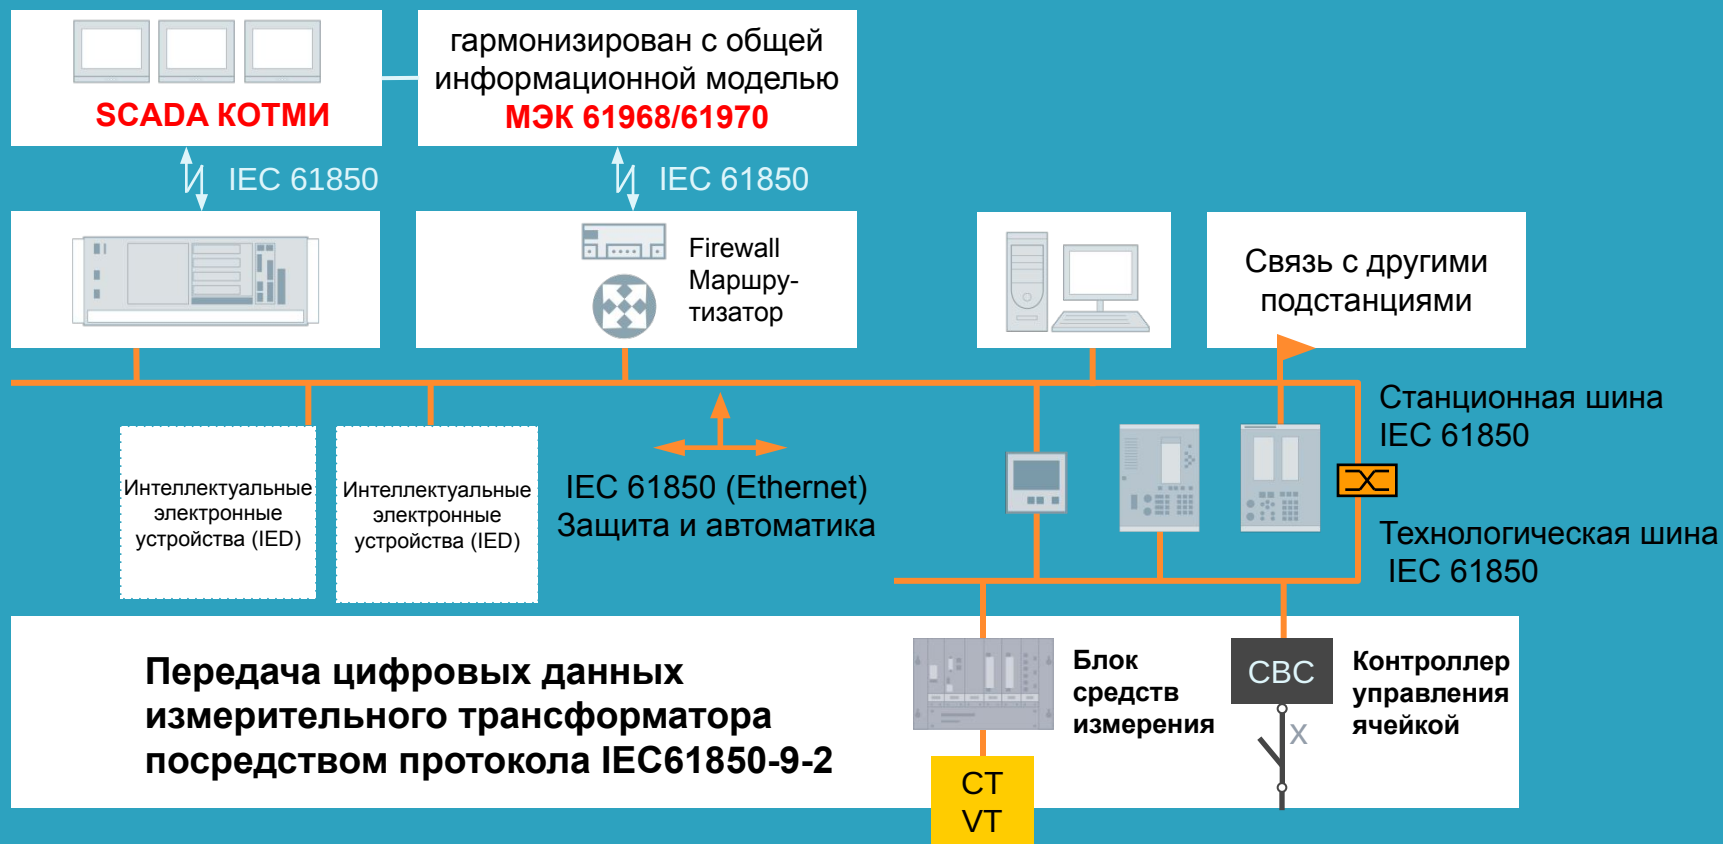 SCADA КОТМИ
гармонизирован с общей
информационной моделью
МЭК 61968/61970
IEC 61850
IEC 61850
Firewall
Маршру-
тизатор
Связь с другими
подстанциями
Станционная шина
IEC 61850
Интеллектуальные
электронные
устройства (IED)
Интеллектуальные
электронные
устройства (IED)
IEC 61850 (Ethernet)
Защита и автоматика
Технологическая шина
IEC 61850
Передача цифровых данных
измерительного трансформатора
посредством протокола IEC61850-9-2
Блок
средств
измерения
CBC
X
Контроллер
управления
ячейкой
CT
VT